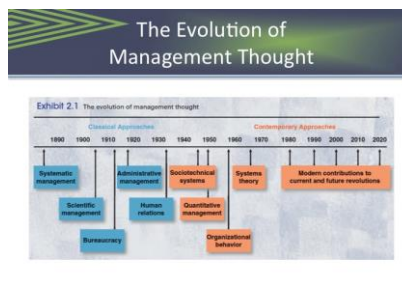 The Evolution of
Management Thought
Exhibit 2.1 The evolution of management thought
Classical Approaches Contemporary Approaches
1890 1900 1910 1920 1930 1940 1950 1960 1970 1980 1990 2000 2010 2020
Systematic
management
Administrative
management
Sociotechnical
systems
Systems
theory
Modern contributions to
current and future revolutions
Scientific
management
Human
relations
Quantitative
management
Bureaucracy
Organizational
behavior